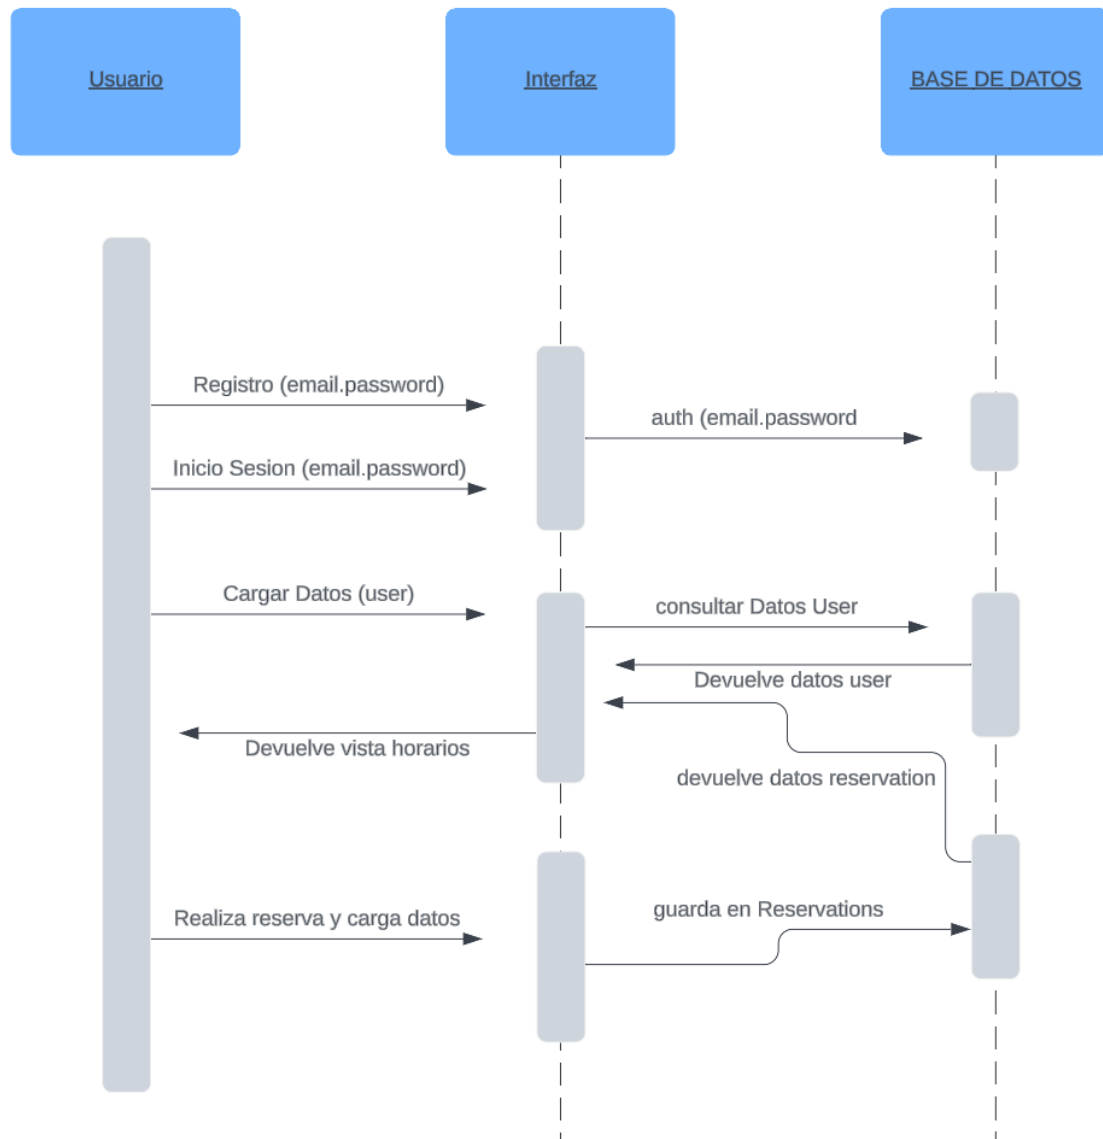 Usuario
Interfaz
BASE DE DATOS
Registro (email.password)
auth (email.password
Inicio Sesion (email.password)
Cargar Datos (user)
consultar Datos User
Devuelve datos user
Devuelve vista horarios
devuelve datos reservation
guarda en Reservations
Realiza reserva y carga datos